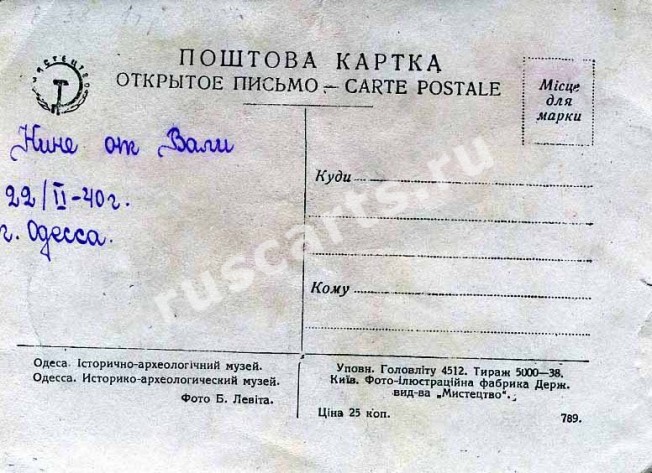 ПОШТОВА КАРТКА
ОТКРЫТОЕ ПИСЬМО — CARTE POSTALE
Місце
для
марки
Нине от Вали
22/II-40г.
г. Одесса.
Куди
Кому
Одеса. Історично-археологічний музей.
Одесса. Историко-археологический музей.
Фото Б. Левіта.
Уповн. Головліту 4512. Тираж 5000—38.
Київ. Фото-ілюстраційна фабрика Держ.
вид-ва „Мистецтво".
Ціна 25 коп.
789.
ruscarts.ru